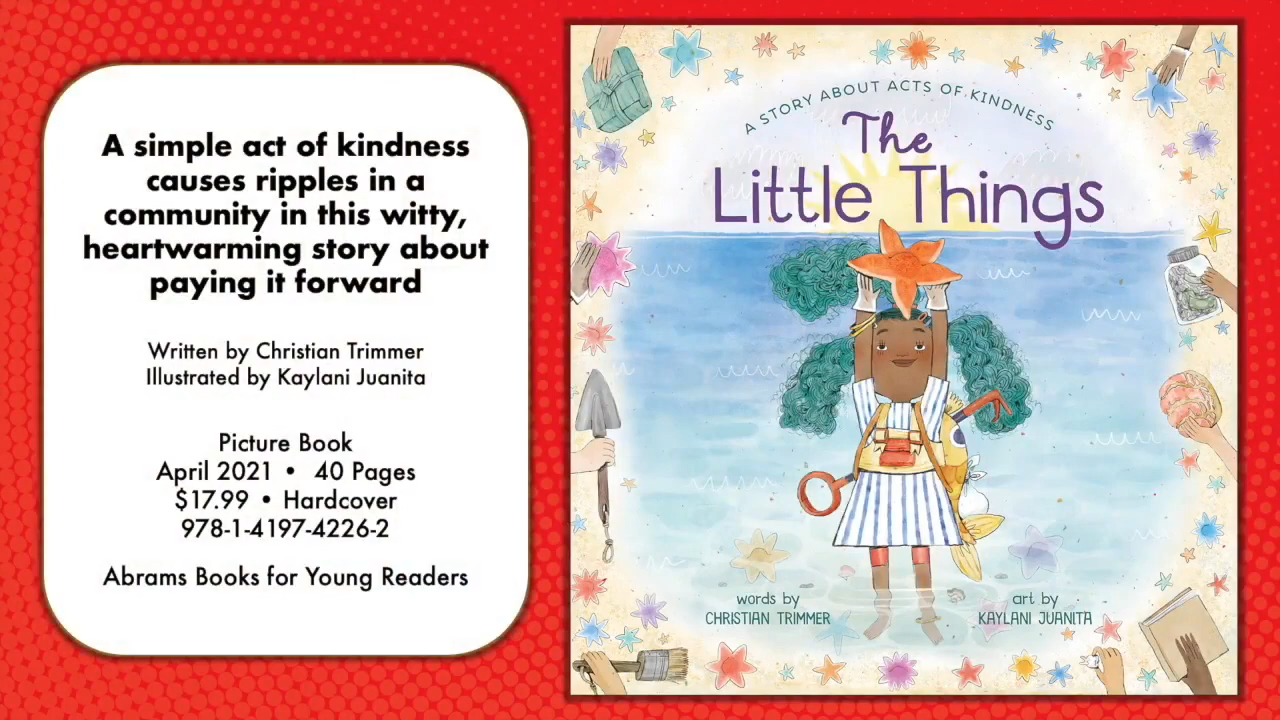 A simple act of kindness
causes ripples in a
community in this witty,
heartwarming story about
paying it forward
Written by Christian Trimmer
Illustrated by Kaylani Juanita
Picture Book
April 2021 • 40 Pages
$17.99 • Hardcover
978-1-4197-4226-2
Abrams Books for Young Readers
A STORY ABOUT ACTS OF KINDNESS
The
Little Things
words by
CHRISTIAN TRIMMER
art by
KAYLANI JUANITA